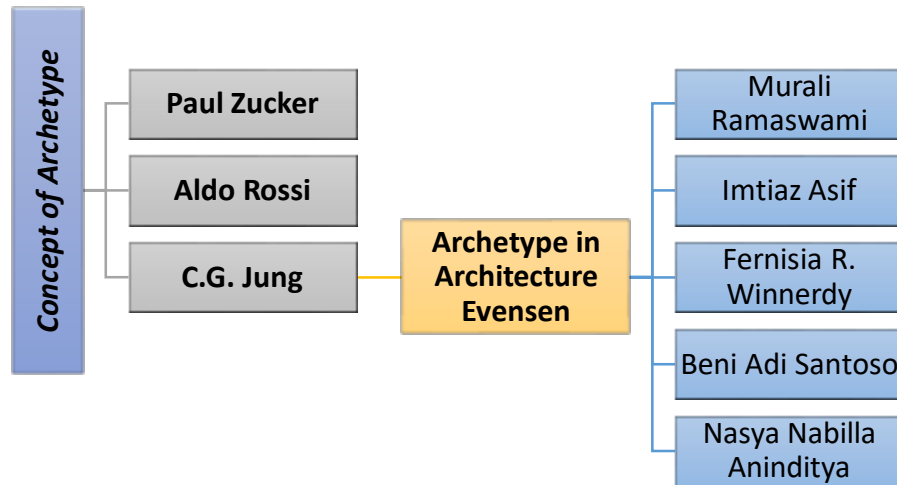 Concept of Archetype
Paul Zucker
Aldo Rossi
C.G. Jung
Archetype in
Architecture
Evensen
Murali
Ramaswami
Imtiaz Asif
Fernisia R.
Winnerdy
Beni Adi Santoso
Nasya Nabilla
Aninditya